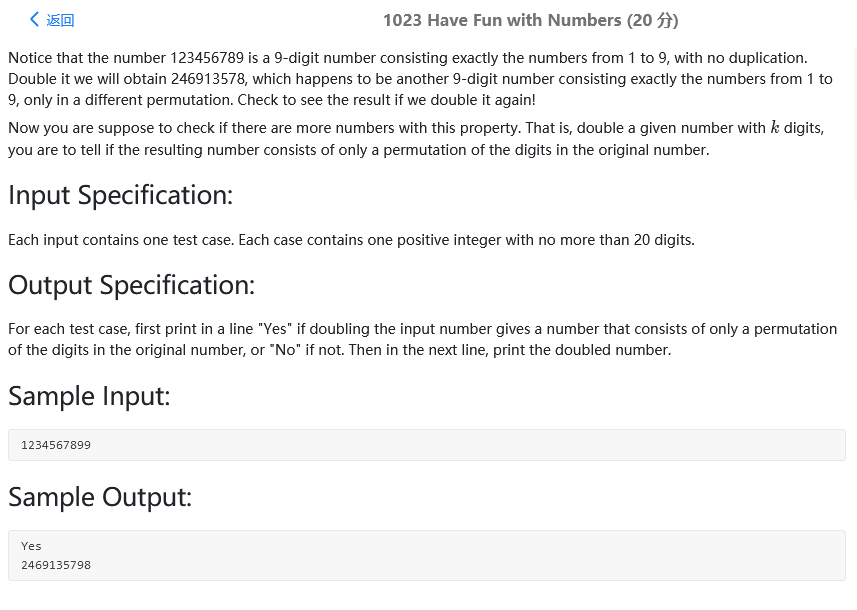 返回
1023 Have Fun with Numbers (20 分)
Notice that the number 123456789 is a 9-digit number consisting exactly the numbers from 1 to 9, with no duplication.
Double it we will obtain 246913578, which happens to be another 9-digit number consisting exactly the numbers from 1 to
9, only in a different permutation. Check to see the result if we double it again!
Now you are suppose to check if there are more numbers with this property. That is, double a given number with k digits,
you are to tell if the resulting number consists of only a permutation of the digits in the original number.
Input Specification:
Each input contains one test case. Each case contains one positive integer with no more than 20 digits.
Output Specification:
For each test case, first print in a line "Yes" if doubling the input number gives a number that consists of only a permutation
of the digits in the original number, or "No" if not. Then in the next line, print the doubled number.
Sample Input:
1234567899
Sample Output:
Yes
2469135798